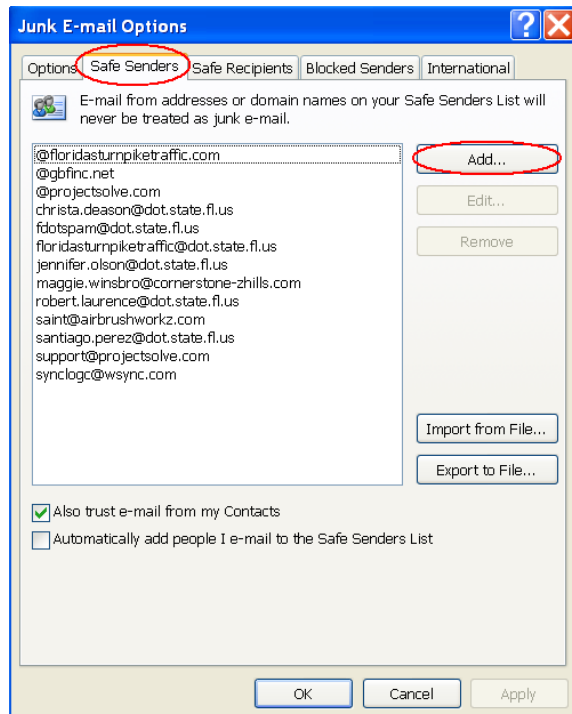 Junk E-mail Options
Options
Safe Senders
Safe Recipients
Blocked Senders
International
E-mail from addresses or domain names on your Safe Senders List will
never be treated as junk e-mail.
@floridasturnpiketraffic.com
@gbfinc.net
@projectsolve.com
christa.deason@dot.state.fl.us
fdotspam@dot.state.fl.us
floridasturnpiketraffic@dot.state.fl.us
jennifer.olson@dot.state.fl.us
maggie.winsbro@cornerstone-zhills.com
robert.laurence@dot.state.fl.us
saint@airbrushworkz.com
santiago.perez@dot.state.fl.us
support@projectsolve.com
synclogc@wsync.com
Add...
Edit...
Remove
Import from File...
Export to File...
Also trust e-mail from my Contacts
Automatically add people I e-mail to the Safe Senders List
OK
Cancel
Apply